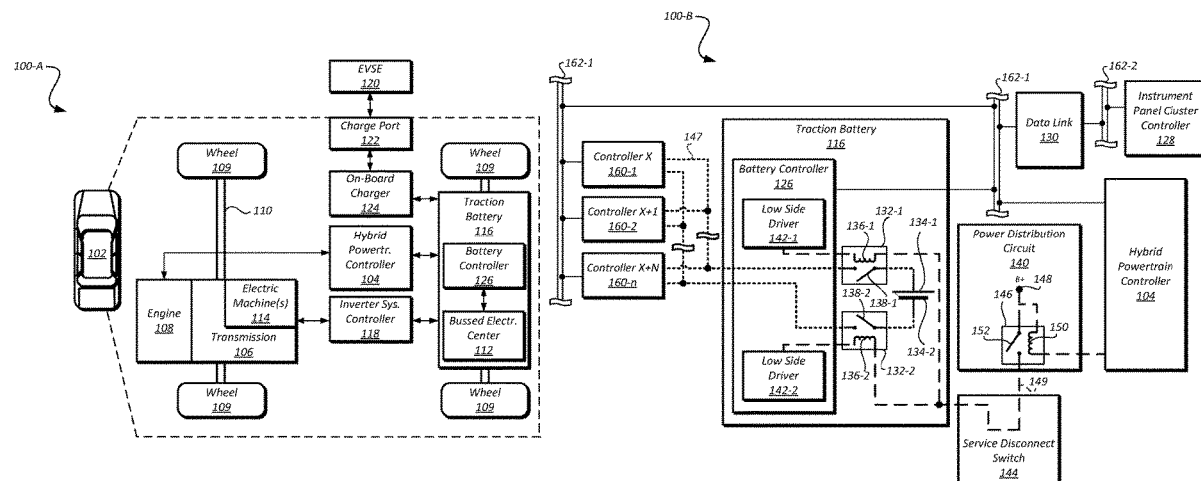 100-A
102
EVSE
120
Charge Port
122
Wheel
109
110
On-Board
Charger
124
Wheel
109
Traction
Battery
116
Hybrid
Powertr.
Controller
104
Battery
Controller
126
Electric
Machine(s)
114
Engine
108
Transmission
106
Inverter Sys.
Controller
118
Bussed Electr.
Center
112
Wheel
109
Wheel
109
100-B
162-1
147
Controller X
160-1
Controller X+1
160-2
Controller X+N
160-n
Traction Battery
116
Battery Controller
126
Low Side
Driver
142-1
136-1
132-1
134-1
138-2
138-1
134-2
Low Side
Driver
142-2
136-2
132-2
162-1
162-2
Data Link
130
Instrument
Panel Cluster
Controller
128
Power Distribution
Circuit
140
B+
148
146
152
150
Hybrid
Powertrain
Controller
104
149
Service Disconnect
Switch
144